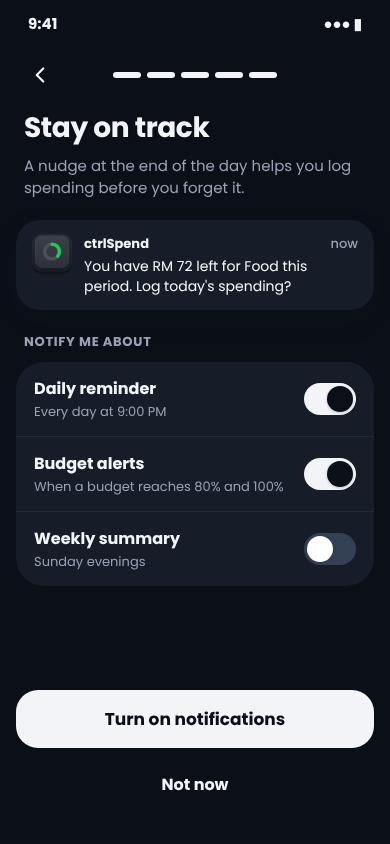 9:41
Stay on track
A nudge at the end of the day helps you log
spending before you forget it.
ctrlSpend
now
You have RM 72 left for Food this
period. Log today's spending?
NOTIFY ME ABOUT
Daily reminder
Every day at 9:00 PM
Budget alerts
When a budget reaches 80% and 100%
Weekly summary
Sunday evenings
Turn on notifications
Not now